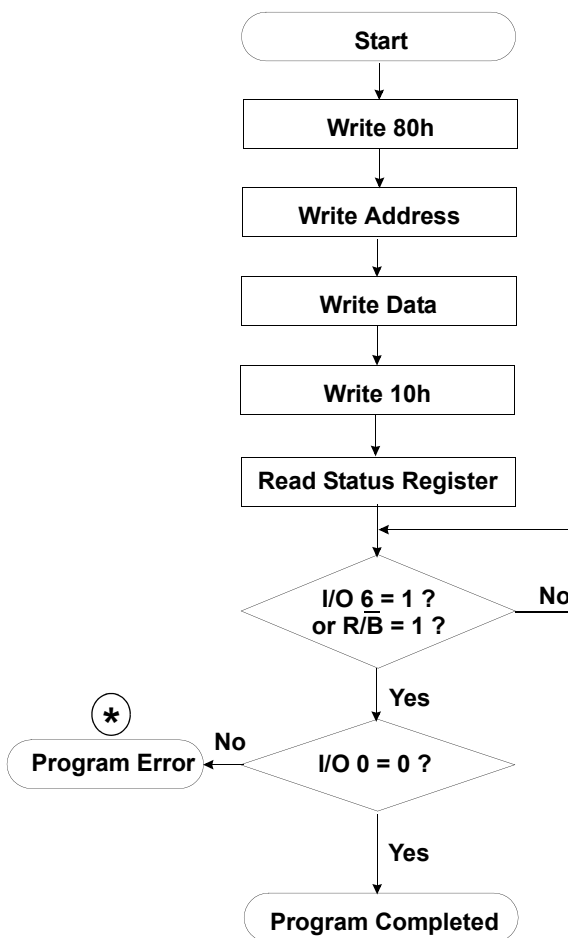 Start
Write 80h
Write Address
Write Data
Write 10h
Read Status Register
I/O 6 = 1 ?
or R/B̅ = 1 ?
No
Yes
*
No
Program Error
I/O 0 = 0 ?
Yes
Program Completed